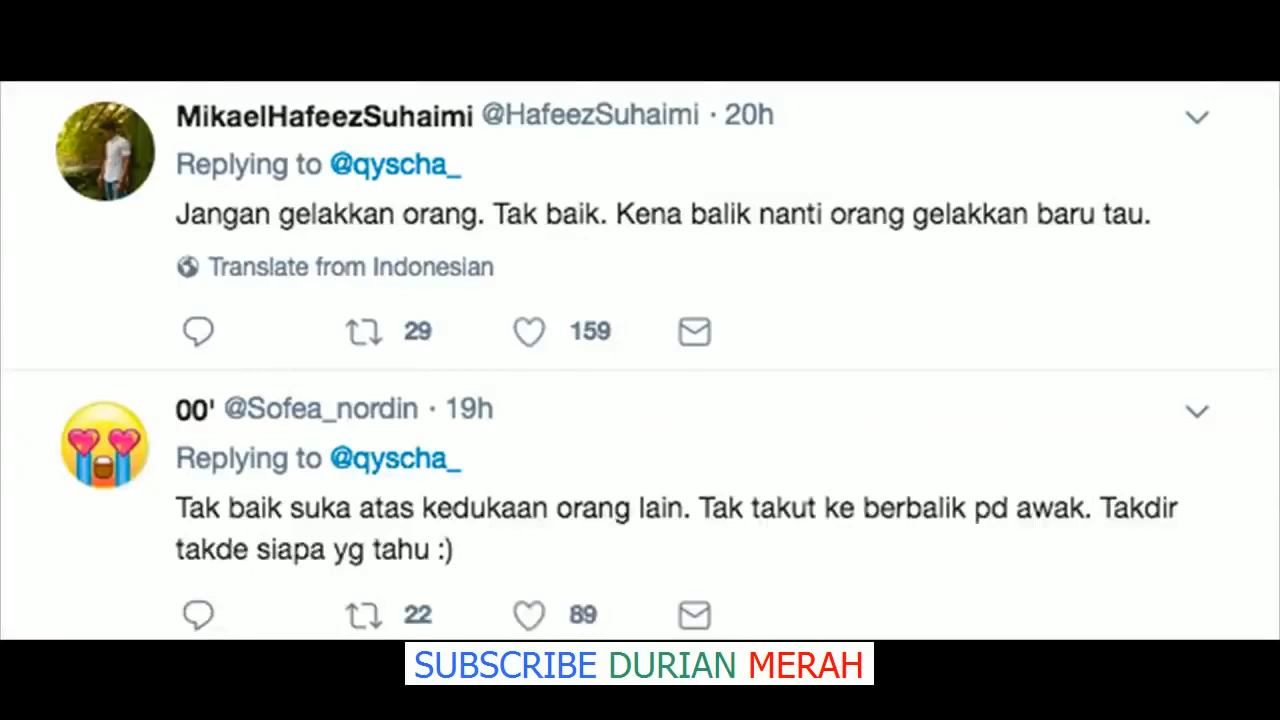 MikaelHafeezSuhaimi @HafeezSuhaimi · 20h
Replying to @qyscha_
Jangan gelakkan orang. Tak baik. Kena balik nanti orang gelakkan baru tau.
Translate from Indonesian
29 159
00' @Sofea_nordin · 19h
Replying to @qyscha_
Tak baik suka atas kedukaan orang lain. Tak takut ke berbalik pd awak. Takdir
takde siapa yg tahu :)
22 89
SUBSCRIBE DURIAN MERAH